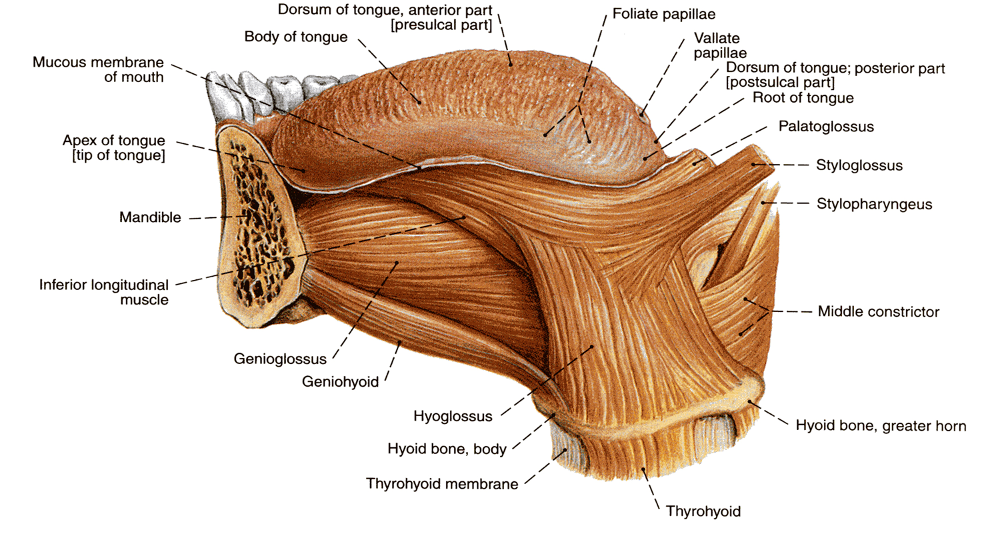 Dorsum of tongue, anterior part
[presulcal part]
Body of tongue
Mucous membrane
of mouth
Apex of tongue
[tip of tongue]
Mandible
Inferior longitudinal
muscle
Genioglossus
Geniohyoid
Hyoglossus
Hyoid bone, body
Thyrohyoid membrane
Foliate papillae
Vallate
papillae
Dorsum of tongue; posterior part
[postsulcal part]
Root of tongue
Palatoglossus
Styloglossus
Stylopharyngeus
Middle constrictor
Hyoid bone, greater horn
Thyrohyoid